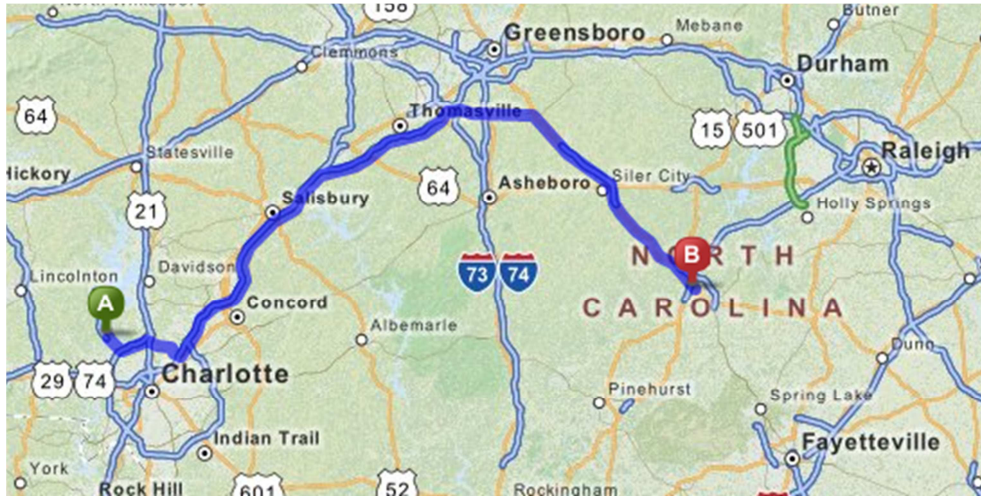 158
Greensboro
Mebane
Butner
Clemmons
Durham
64
Thomasville
15
501
Statesville
Raleigh
Hickory
64
Asheboro
Siler City
21
Salisbury
Holly Springs
NORTH
B
Lincolnton
Davidson
73
74
A
Concord
CAROLINA
Albemarle
Dunn
29
74
Charlotte
Pinehurst
Spring Lake
Indian Trail
Fayetteville
York
Rock Hill
601
52
Rockingham